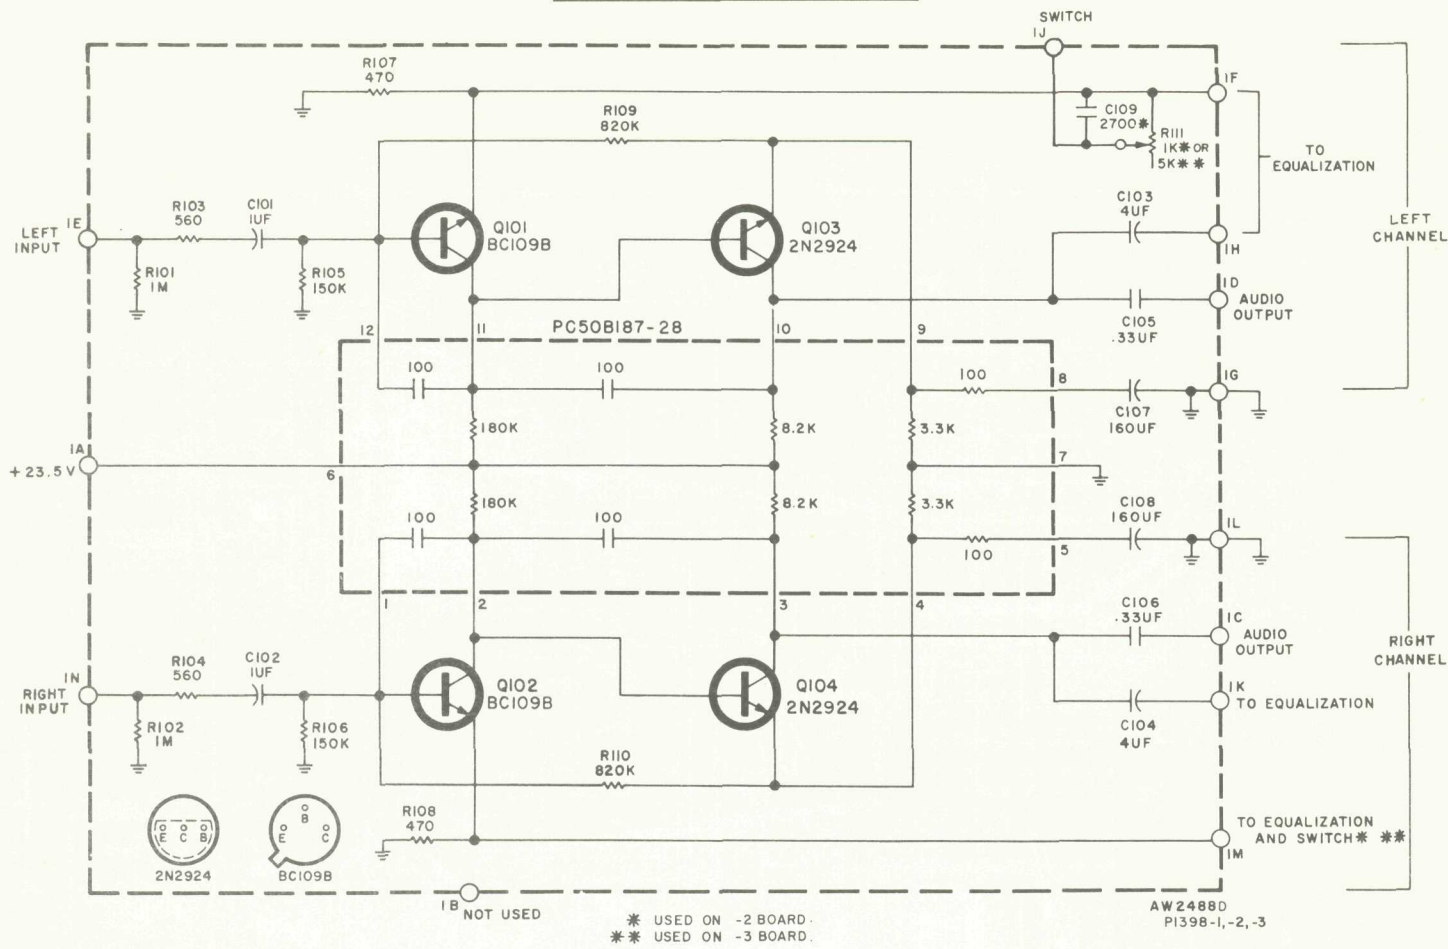 SWITCH
1J
R107
470
1F
R109
820K
C109
2700*
R111
1K* OR
5K**
TO
EQUALIZATION
C103
4UF
R103
560
C101
1UF
1E
LEFT
INPUT
Q101
BC109B
Q103
2N2924
LEFT
CHANNEL
1H
R101
1M
R105
150K
1D
AUDIO
OUTPUT
C105
.33UF
12
11
PC50B187-28
10
9
100
100
100
8
1G
C107
160UF
180K
8.2K
3.3K
1A
+23.5V
6
7
180K
8.2K
3.3K
100
100
C108
160UF
1L
100
5
1
2
3
4
C106
.33UF
1C
AUDIO
OUTPUT
RIGHT
CHANNEL
R104
560
C102
1UF
1N
RIGHT
INPUT
Q102
BC109B
Q104
2N2924
1K
TO EQUALIZATION
C104
4UF
R102
1M
R106
150K
R110
820K
R108
470
B
E C B
E C
2N2924
BC109B
TO EQUALIZATION
AND SWITCH* **
1M
1B
NOT USED
AW2488D
P1398-1,-2,-3
* USED ON -2 BOARD.
** USED ON -3 BOARD.